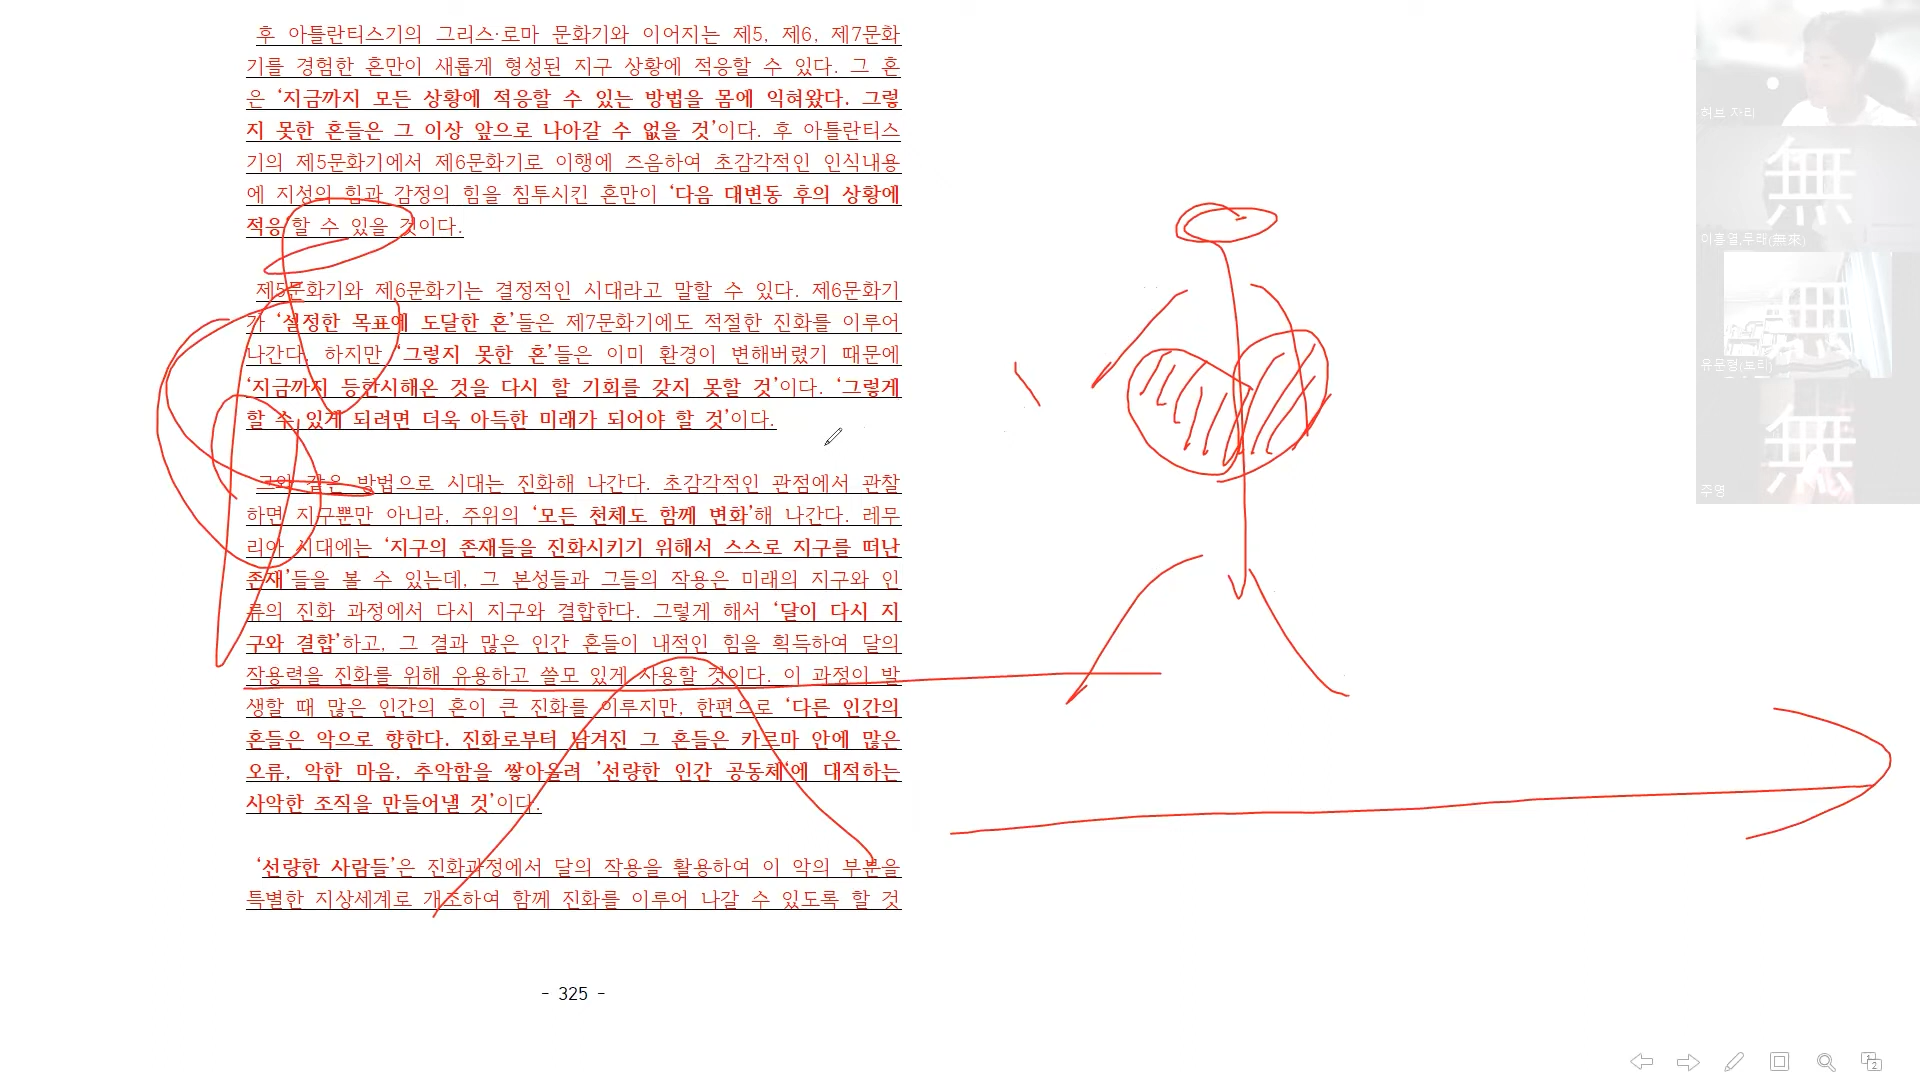 후 아틀란티스기의 그리스·로마 문화기와 이어지는 제5, 제6, 제7문화
기를 경험한 혼만이 새롭게 형성된 지구 상황에 적응할 수 있다. 그 혼
은 ‘지금까지 모든 상황에 적응할 수 있는 방법을 몸에 익혀왔다. 그렇
지 못한 혼들은 그 이상 앞으로 나아갈 수 없을 것’이다. 후 아틀란티스
기의 제5문화기에서 제6문화기로 이행에 즈음하여 초감각적인 인식내용
에 지성의 힘과 감정의 힘을 침투시킨 혼만이 ‘다음 대변동 후의 상황에
적응’할 수 있을 것이다.
제5문화기와 제6문화기는 결정적인 시대라고 말할 수 있다. 제6문화기
가 ‘설정한 목표에 도달한 혼’들은 제7문화기에도 적절한 진화를 이루어
나간다. 하지만 ‘그렇지 못한 혼’들은 이미 환경이 변해버렸기 때문에
‘지금까지 등한시해온 것을 다시 할 기회를 갖지 못할 것’이다. ‘그렇게
할 수 있게 되려면 더욱 아득한 미래가 되어야 할 것’이다.
그와 같은 방법으로 시대는 진화해 나간다. 초감각적인 관점에서 관찰
하면 지구뿐만 아니라, 주위의 ‘모든 천체도 함께 변화’해 나간다. 레무
리아 시대에는 ‘지구의 존재들을 진화시키기 위해서 스스로 지구를 떠난
존재’들을 볼 수 있는데, 그 본성들과 그들의 작용은 미래의 지구와 인
류의 진화 과정에서 다시 지구와 결합한다. 그렇게 해서 ‘달이 다시 지
구와 결합’하고, 그 결과 많은 인간 혼들이 내적인 힘을 획득하여 달의
작용력을 진화를 위해 유용하고 쓸모 있게 사용할 것이다. 이 과정이 발
생할 때 많은 인간의 혼이 큰 진화를 이루지만, 한편으로 ‘다른 인간의
혼들은 악으로 향한다. 진화로부터 남겨진 그 혼들은 카르마 안에 많은
오류, 악한 마음, 추악함을 쌓아올려 ’선량한 인간 공동체‘에 대적하는
사악한 조직을 만들어낼 것’이다.
‘선량한 사람들’은 진화과정에서 달의 작용을 활용하여 이 악의 부분을
특별한 지상세계로 개조하여 함께 진화를 이루어 나갈 수 있도록 할 것
- 325 -
허브 자리
無
이홍열,무래(無來)
無
無
주영